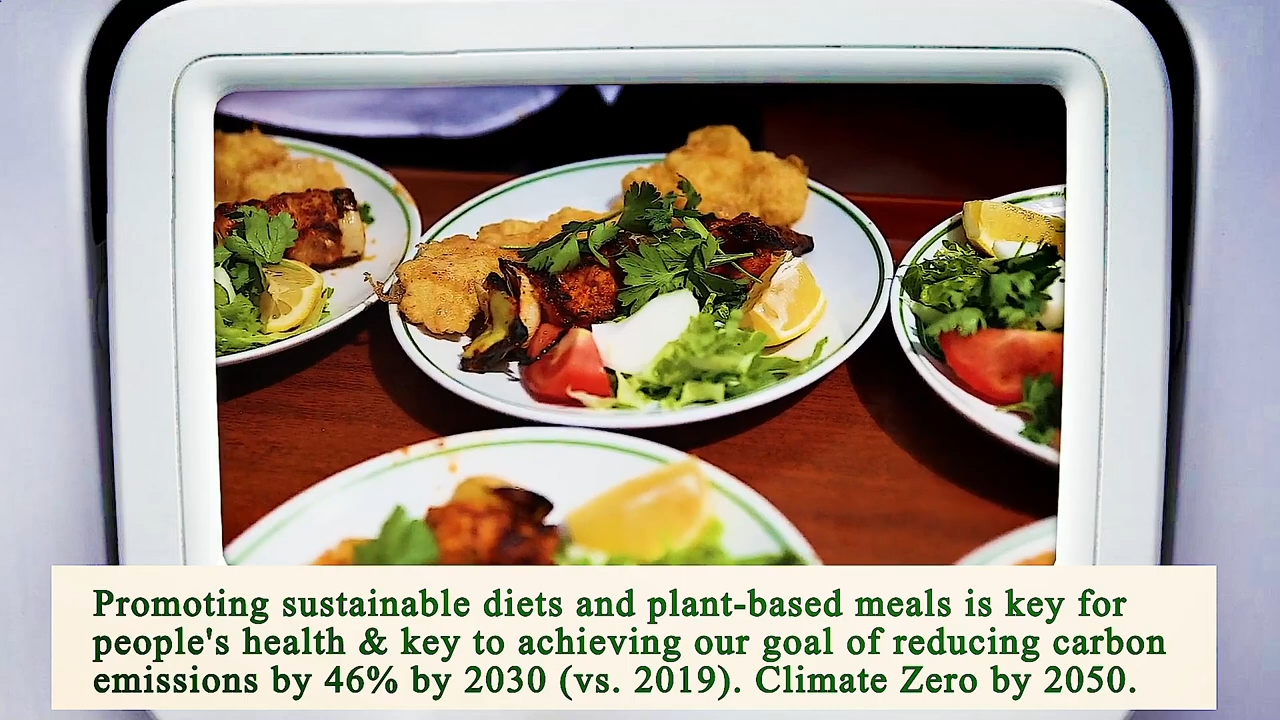 Promoting sustainable diets and plant-based meals is key for
people's health & key to achieving our goal of reducing carbon
emissions by 46% by 2030 (vs. 2019). Climate Zero by 2050.